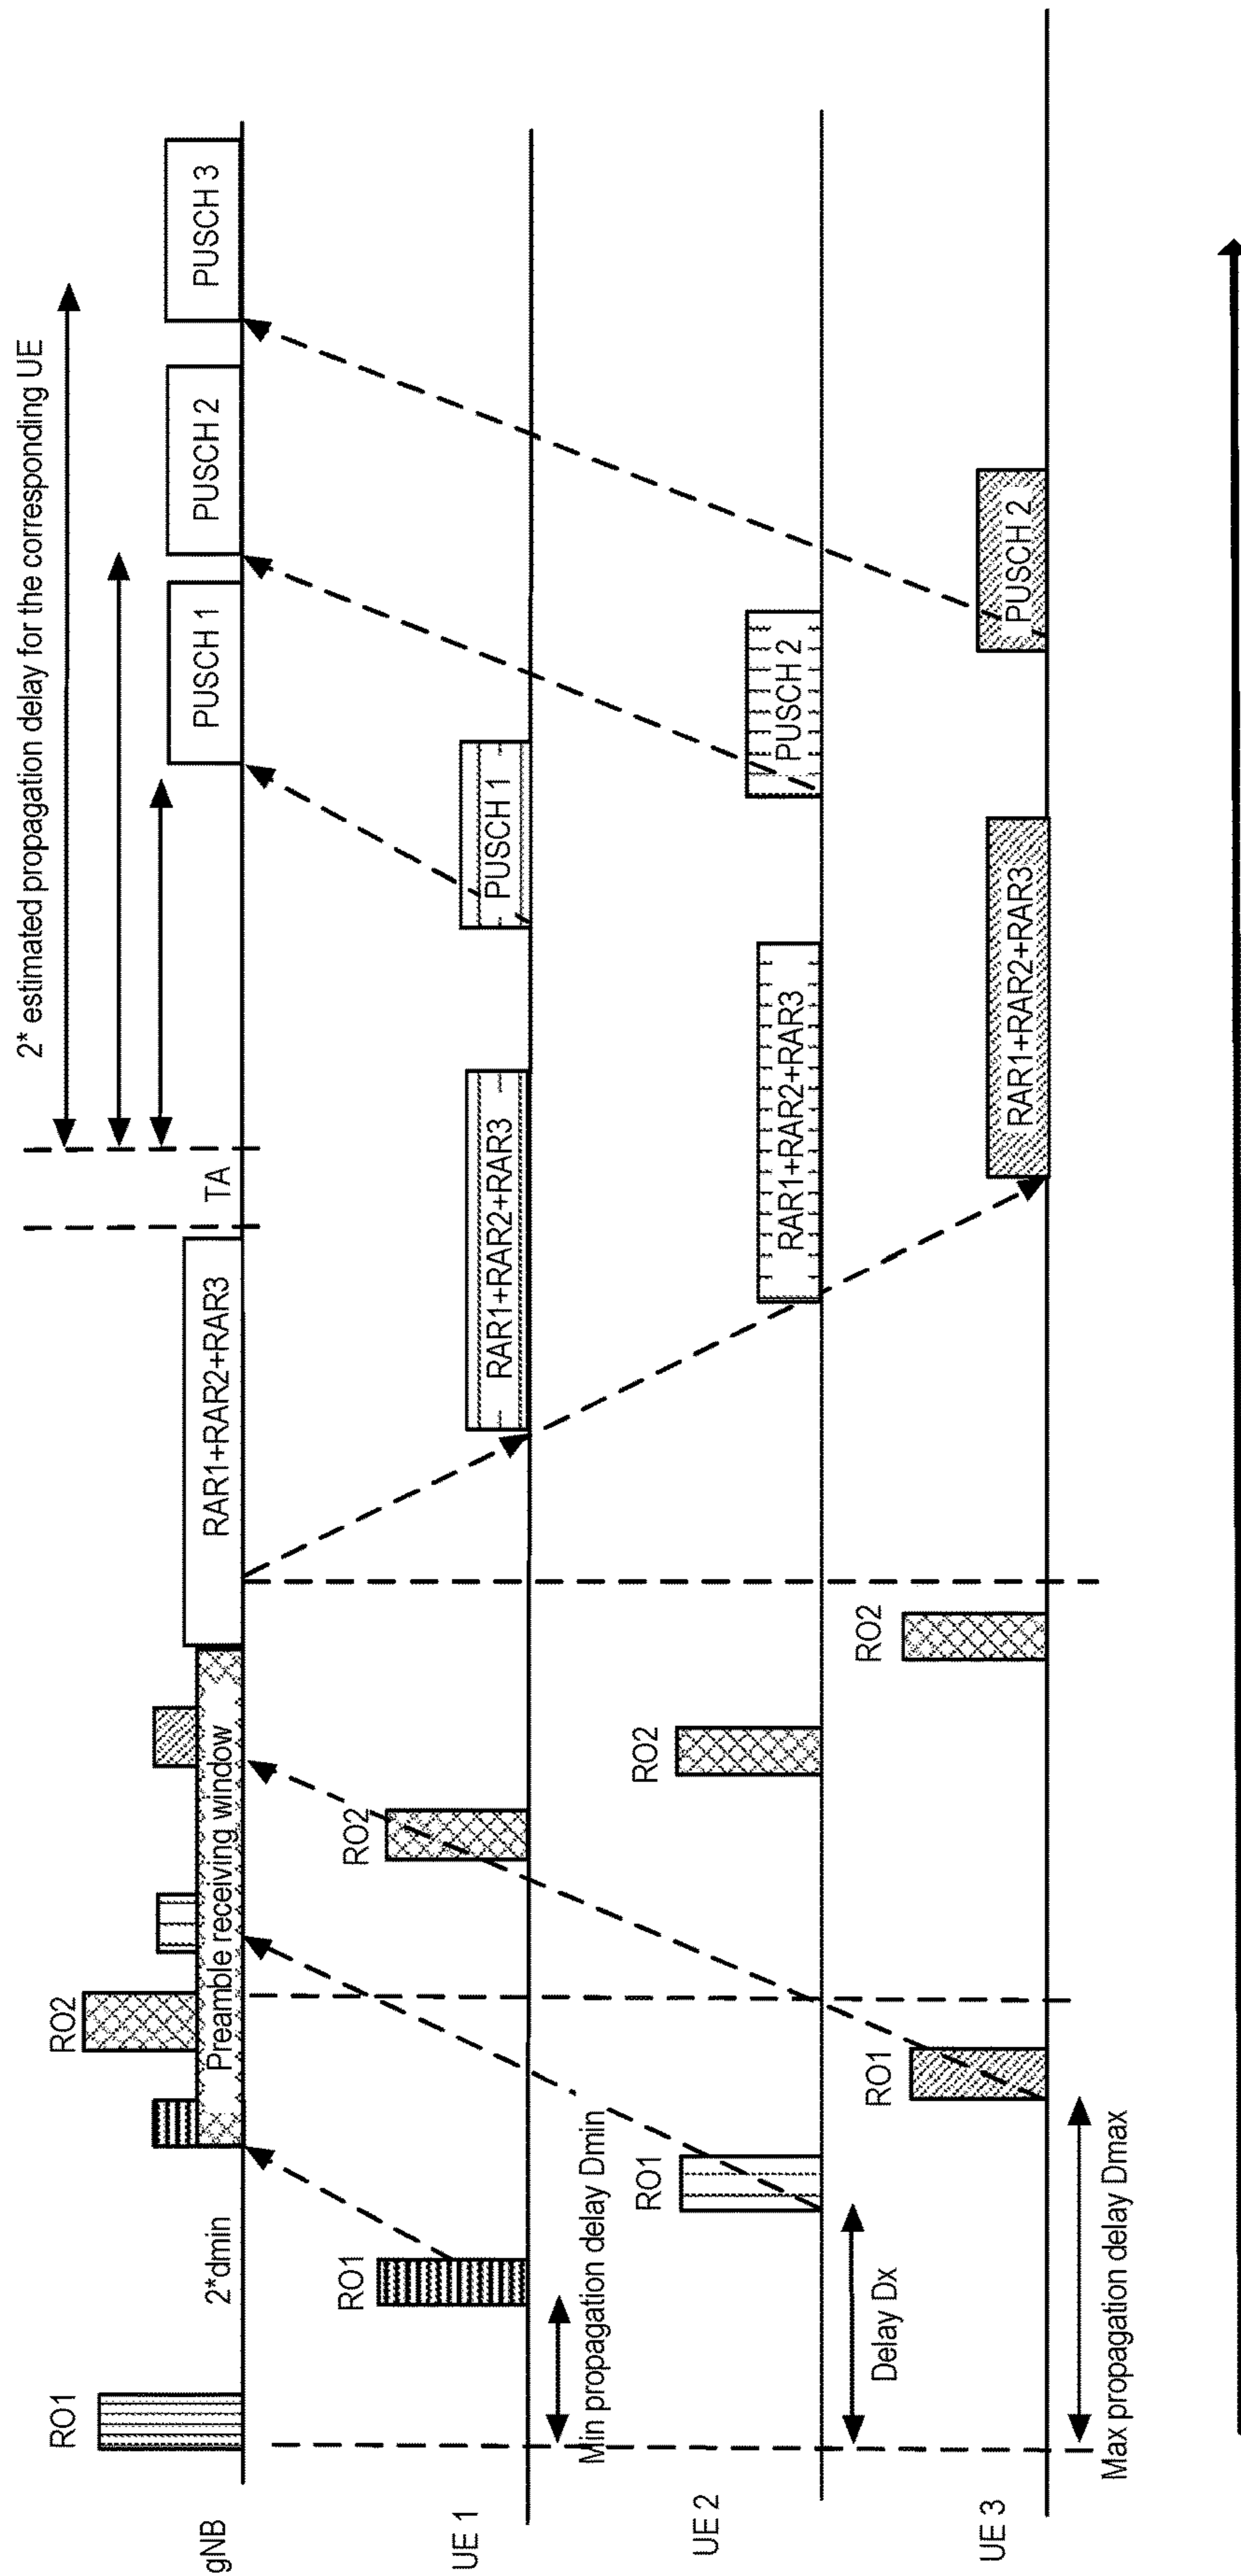 2* estimated propagation delay for the corresponding UE
gNB
RO1
2*dmin
RO2
Preamble receiving window
RAR1+RAR2+RAR3
TA
PUSCH 1
PUSCH 2
PUSCH 3
UE 1
RO1
RO2
RAR1+RAR2+RAR3
PUSCH 1
Min propagation delay Dmin
UE 2
RO1
RO2
RAR1+RAR2+RAR3
PUSCH 2
Delay Dx
UE 3
RO1
RO2
RAR1+RAR2+RAR3
PUSCH 2
Max propagation delay Dmax